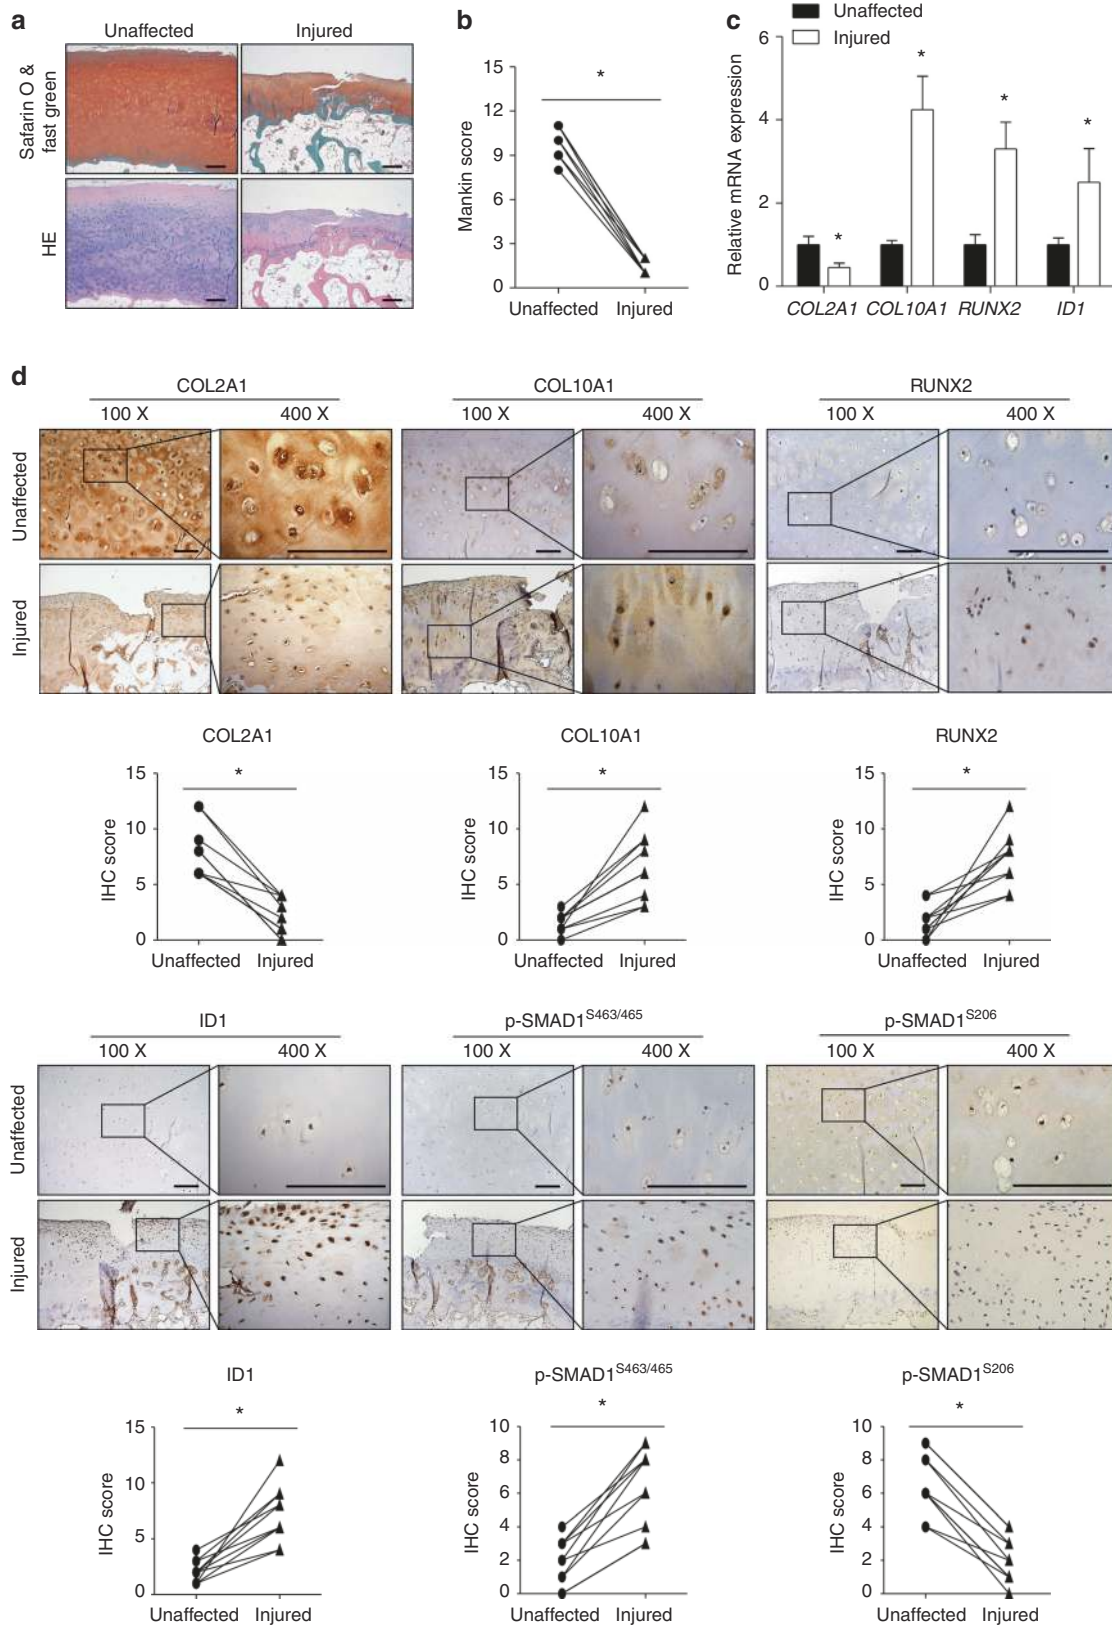 a
Unaffected Injured
Safarin O &
fast green
HE
b
*
15
12
9
6
3
0
Mankin score
Unaffected Injured
c
Unaffected
Injured
6
4
2
0
Relative mRNA expression
* * * *
COL2A1 COL10A1 RUNX2 ID1
d
COL2A1 COL10A1 RUNX2
100 X 400 X 100 X 400 X 100 X 400 X
Unaffected
Injured
COL2A1
*
15
10
5
0
IHC score
Unaffected Injured
COL10A1
*
15
10
5
0
IHC score
Unaffected Injured
RUNX2
*
15
10
5
0
IHC score
Unaffected Injured
ID1 p-SMAD1S463/465 p-SMAD1S206
100 X 400 X 100 X 400 X 100 X 400 X
Unaffected
Injured
ID1
*
15
10
5
0
IHC score
Unaffected Injured
p-SMAD1S463/465
*
10
8
6
4
2
0
IHC score
Unaffected Injured
p-SMAD1S206
*
10
8
6
4
2
0
IHC score
Unaffected Injured